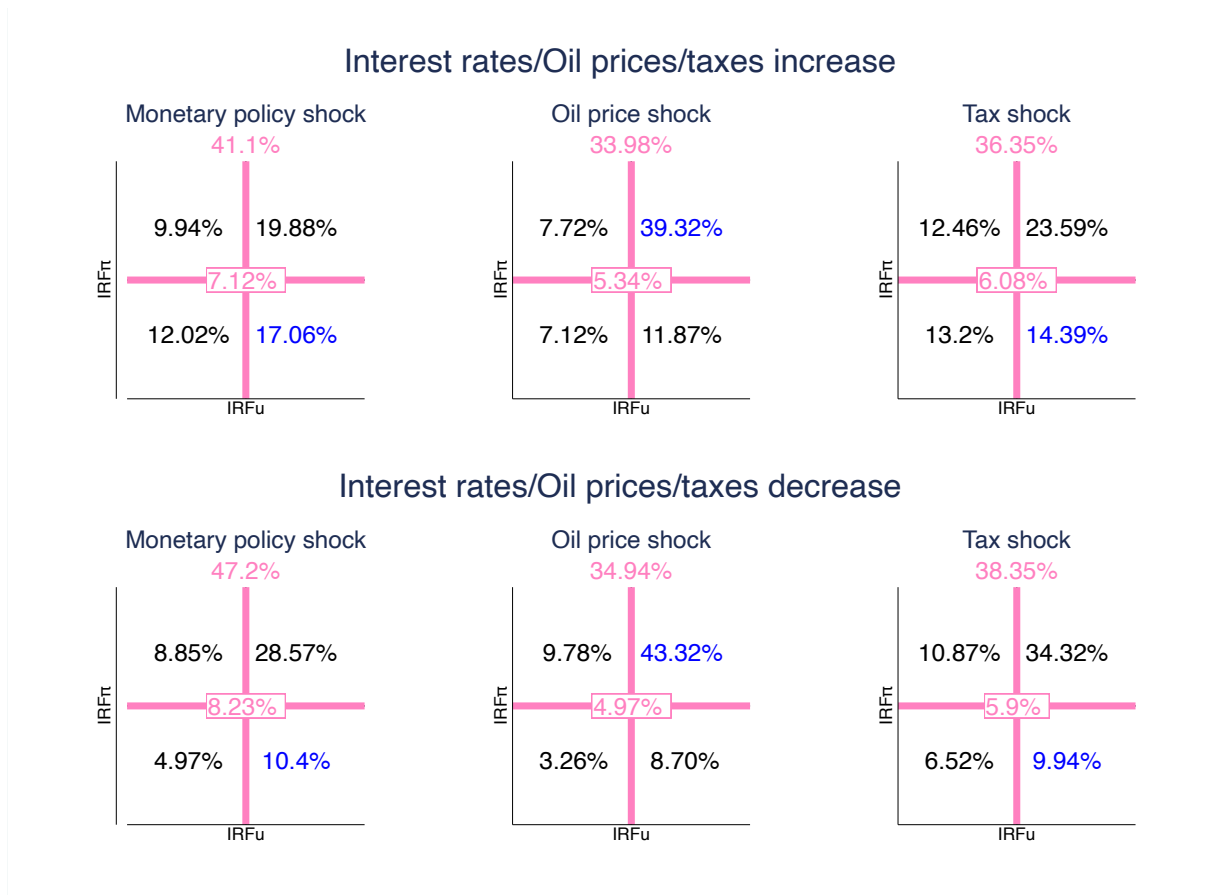 Interest rates/Oil prices/taxes increase
Monetary policy shock
41.1%
9.94% 19.88%
7.12%
12.02% 17.06%
IRFπ
IRFu
Oil price shock
33.98%
7.72% 39.32%
5.34%
7.12% 11.87%
IRFπ
IRFu
Tax shock
36.35%
12.46% 23.59%
6.08%
13.2% 14.39%
IRFπ
IRFu
Interest rates/Oil prices/taxes decrease
Monetary policy shock
47.2%
8.85% 28.57%
8.23%
4.97% 10.4%
IRFπ
IRFu
Oil price shock
34.94%
9.78% 43.32%
4.97%
3.26% 8.70%
IRFπ
IRFu
Tax shock
38.35%
10.87% 34.32%
5.9%
6.52% 9.94%
IRFπ
IRFu